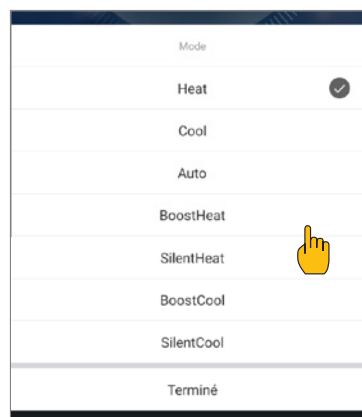 Mode
Heat
Cool
Auto
BoostHeat
SilentHeat
BoostCool
SilentCool
Terminé